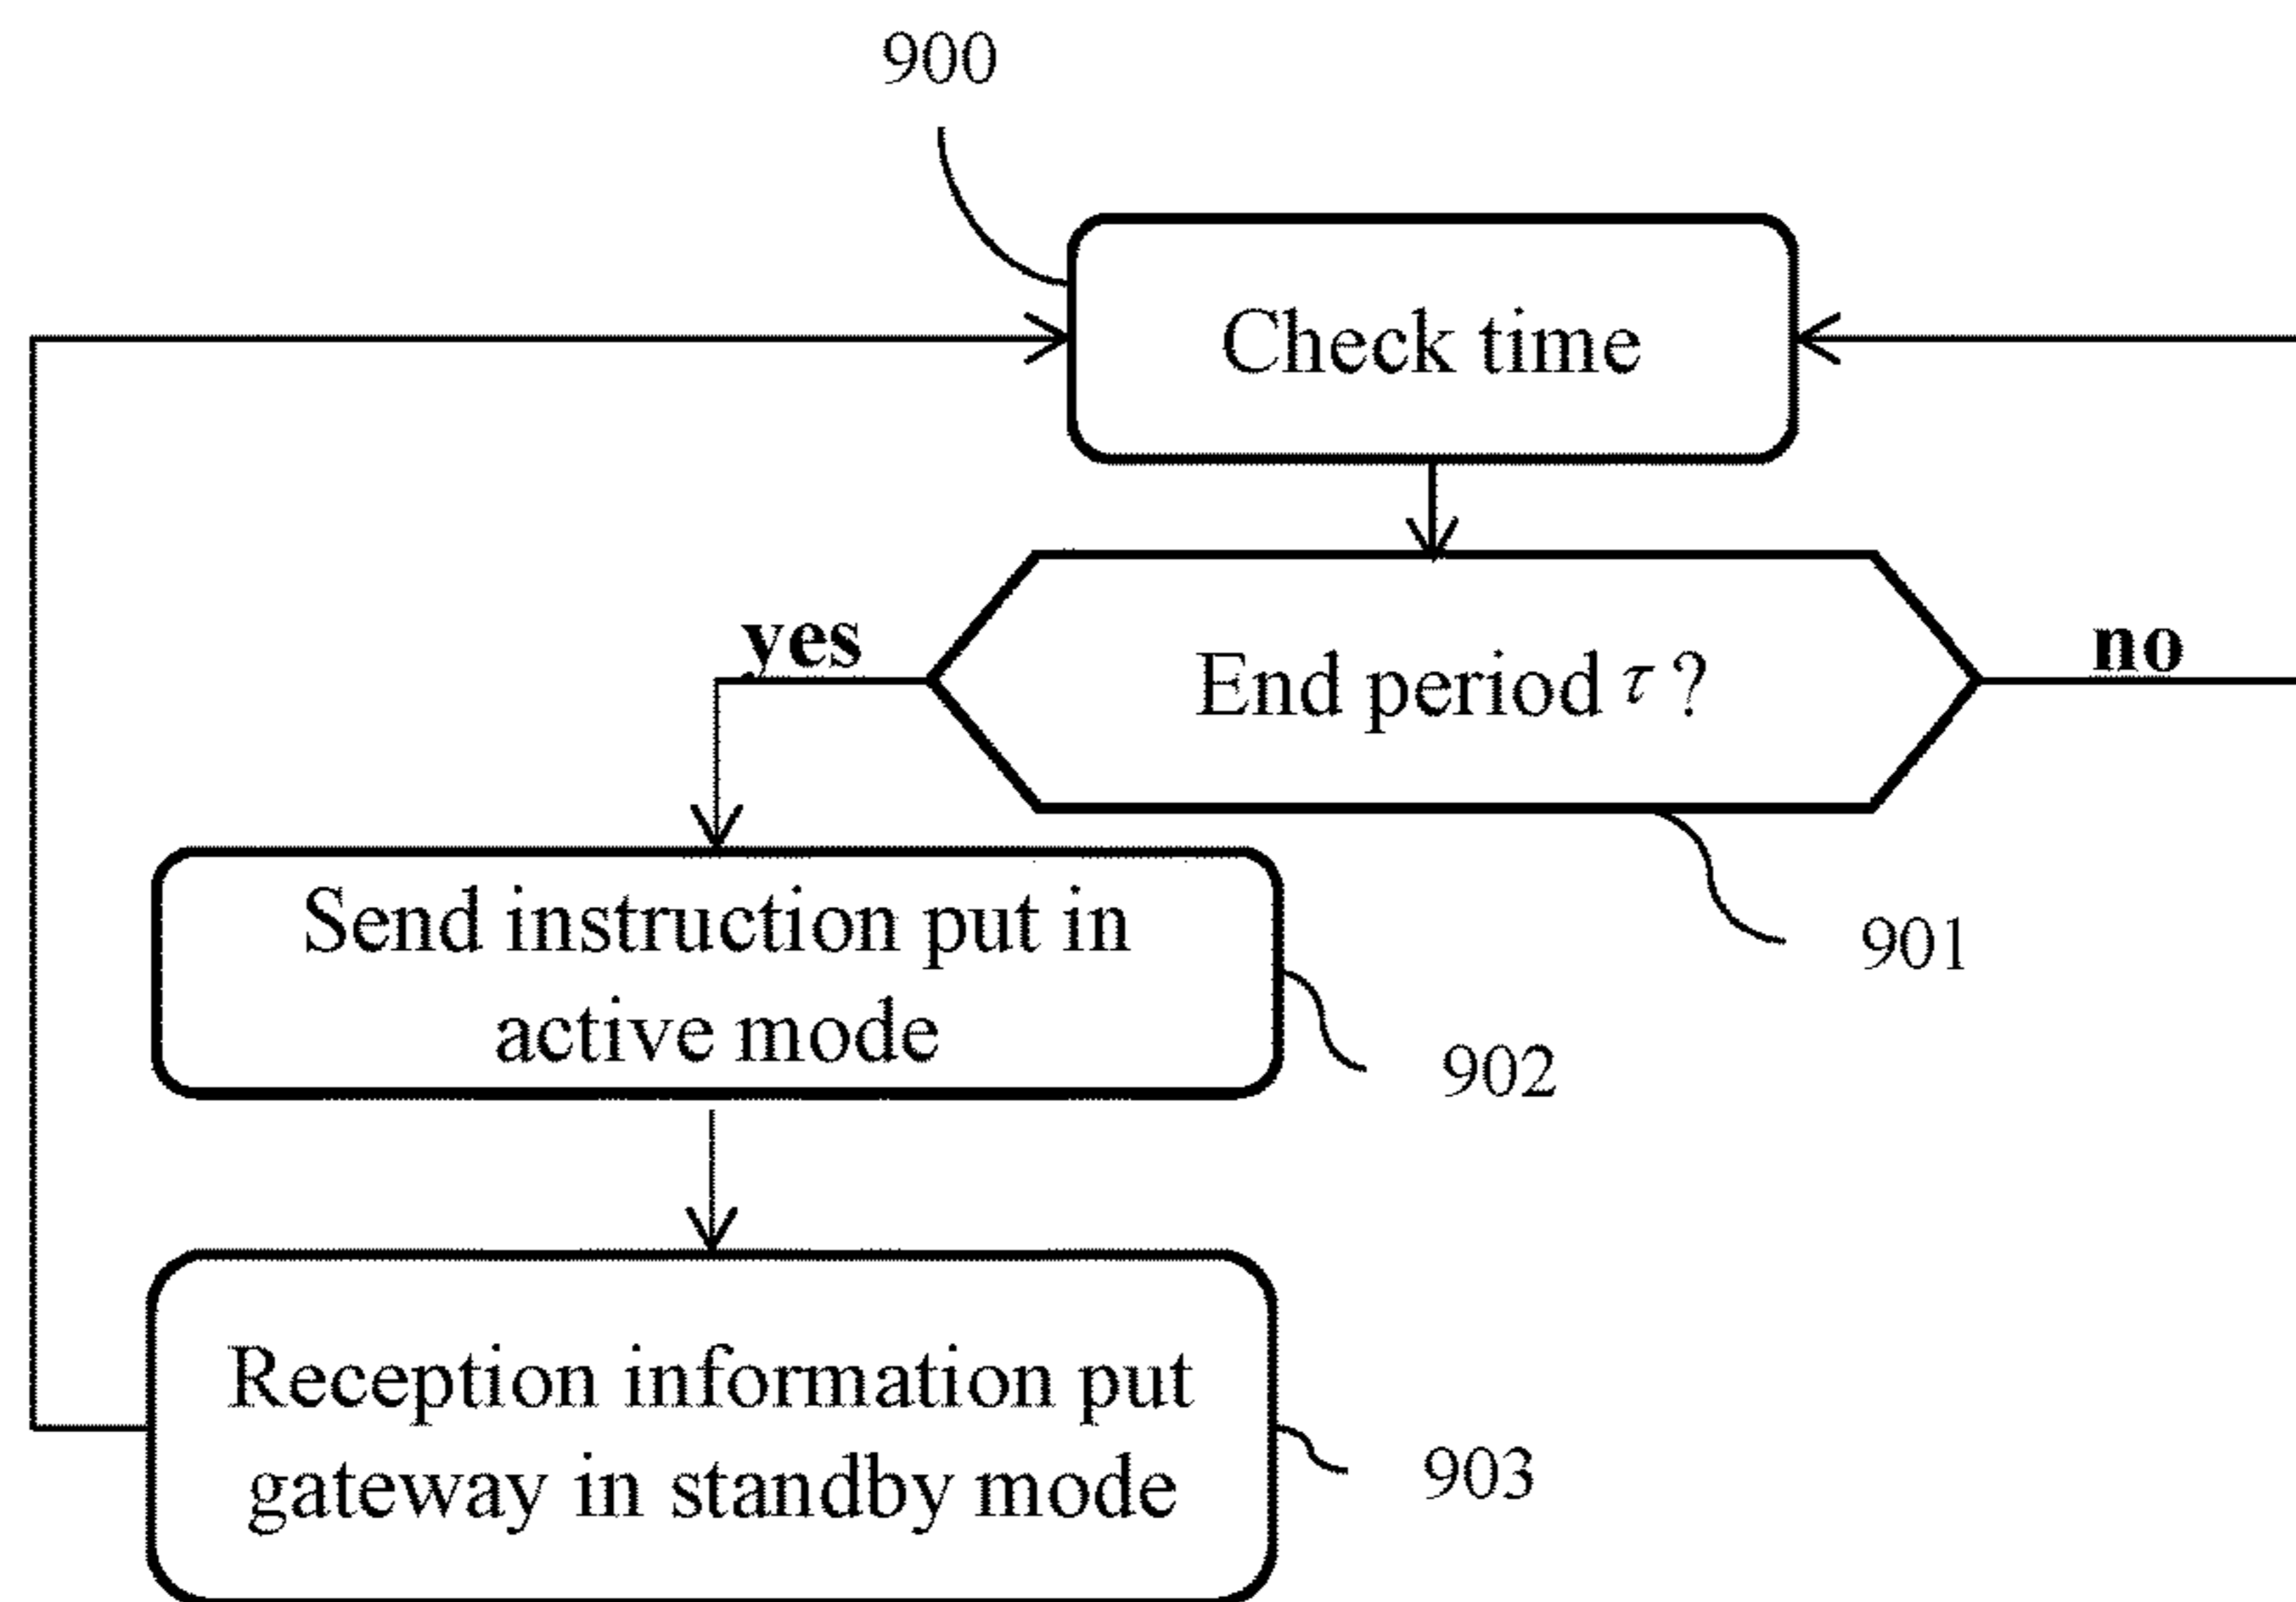 900
Check time
yes
End period τ ?
no
901
Send instruction put in
active mode
902
Reception information put
gateway in standby mode
903